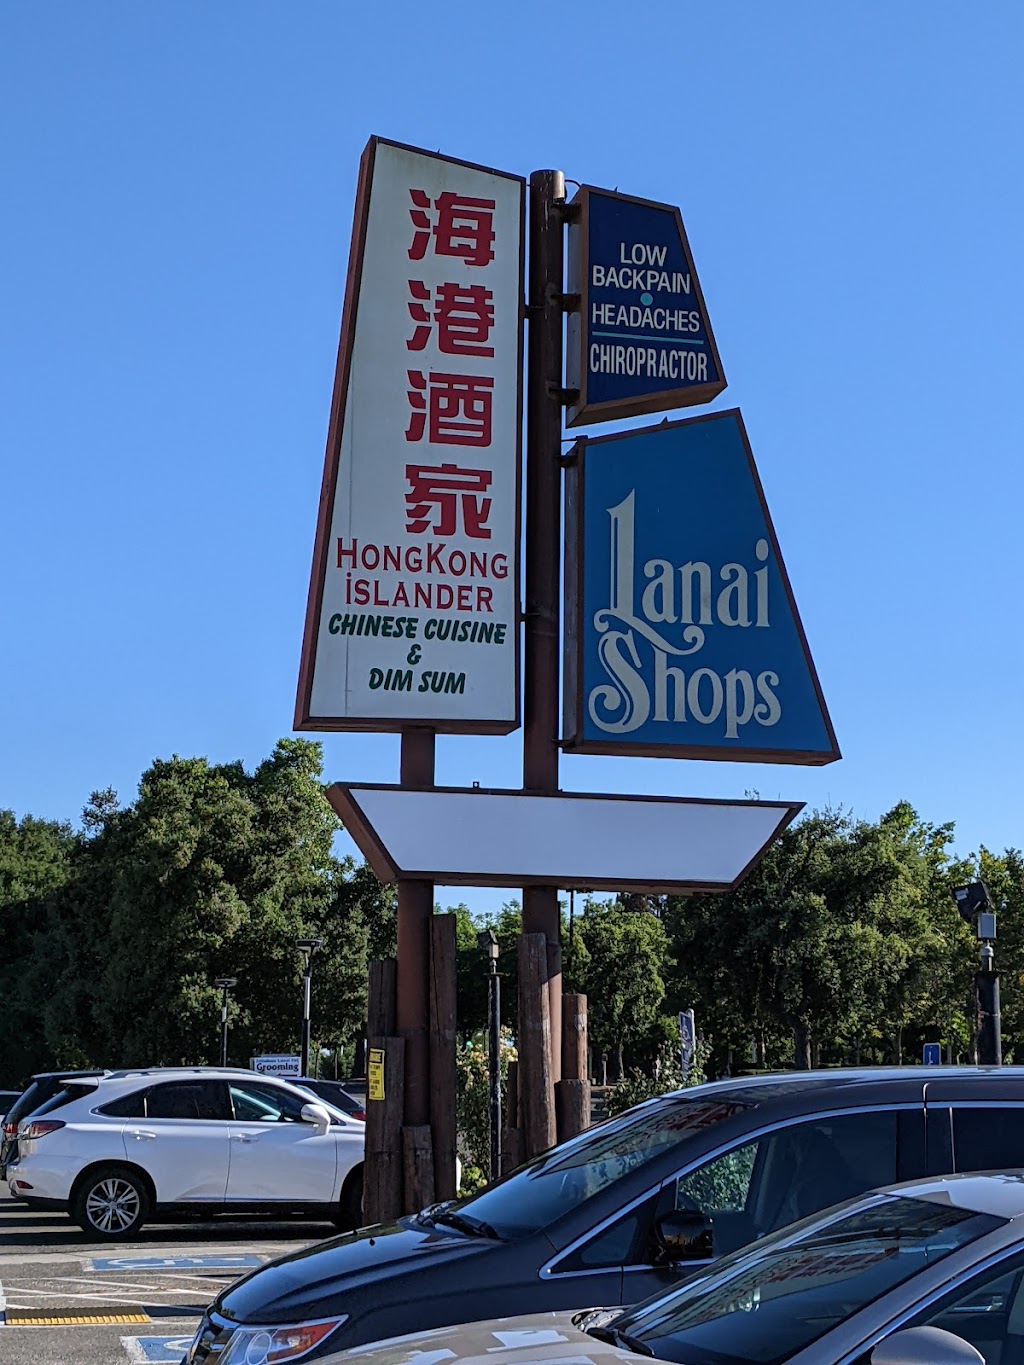 海港酒家
HONGKONG
ISLANDER
CHINESE CUISINE
&
DIM SUM
LOW
BACKPAIN
HEADACHES
CHIROPRACTOR
Lanai
Shops
Grooming